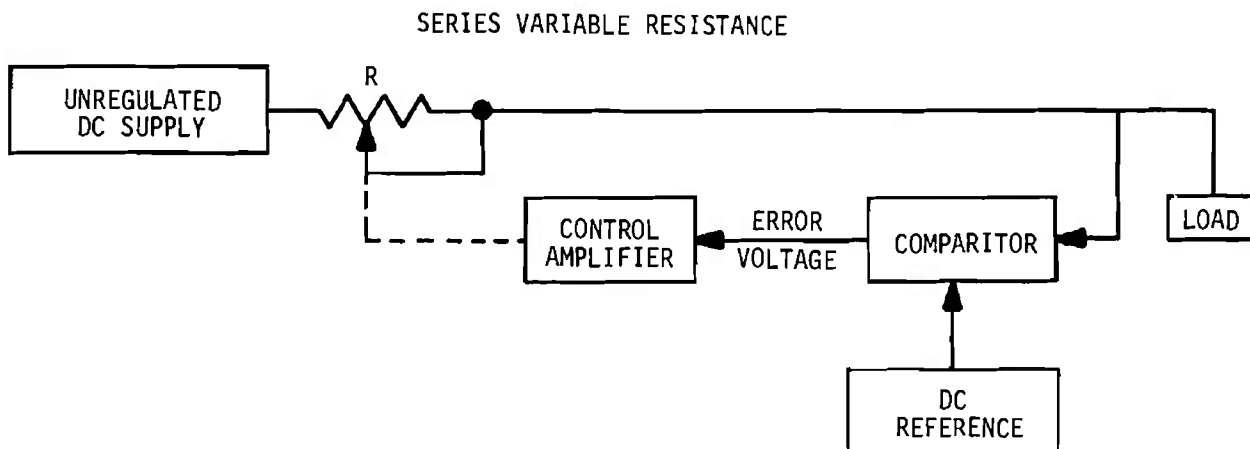 SERIES VARIABLE RESISTANCE
R
UNREGULATED
DC SUPPLY
CONTROL
AMPLIFIER
ERROR
VOLTAGE
COMPARITOR
LOAD
DC
REFERENCE